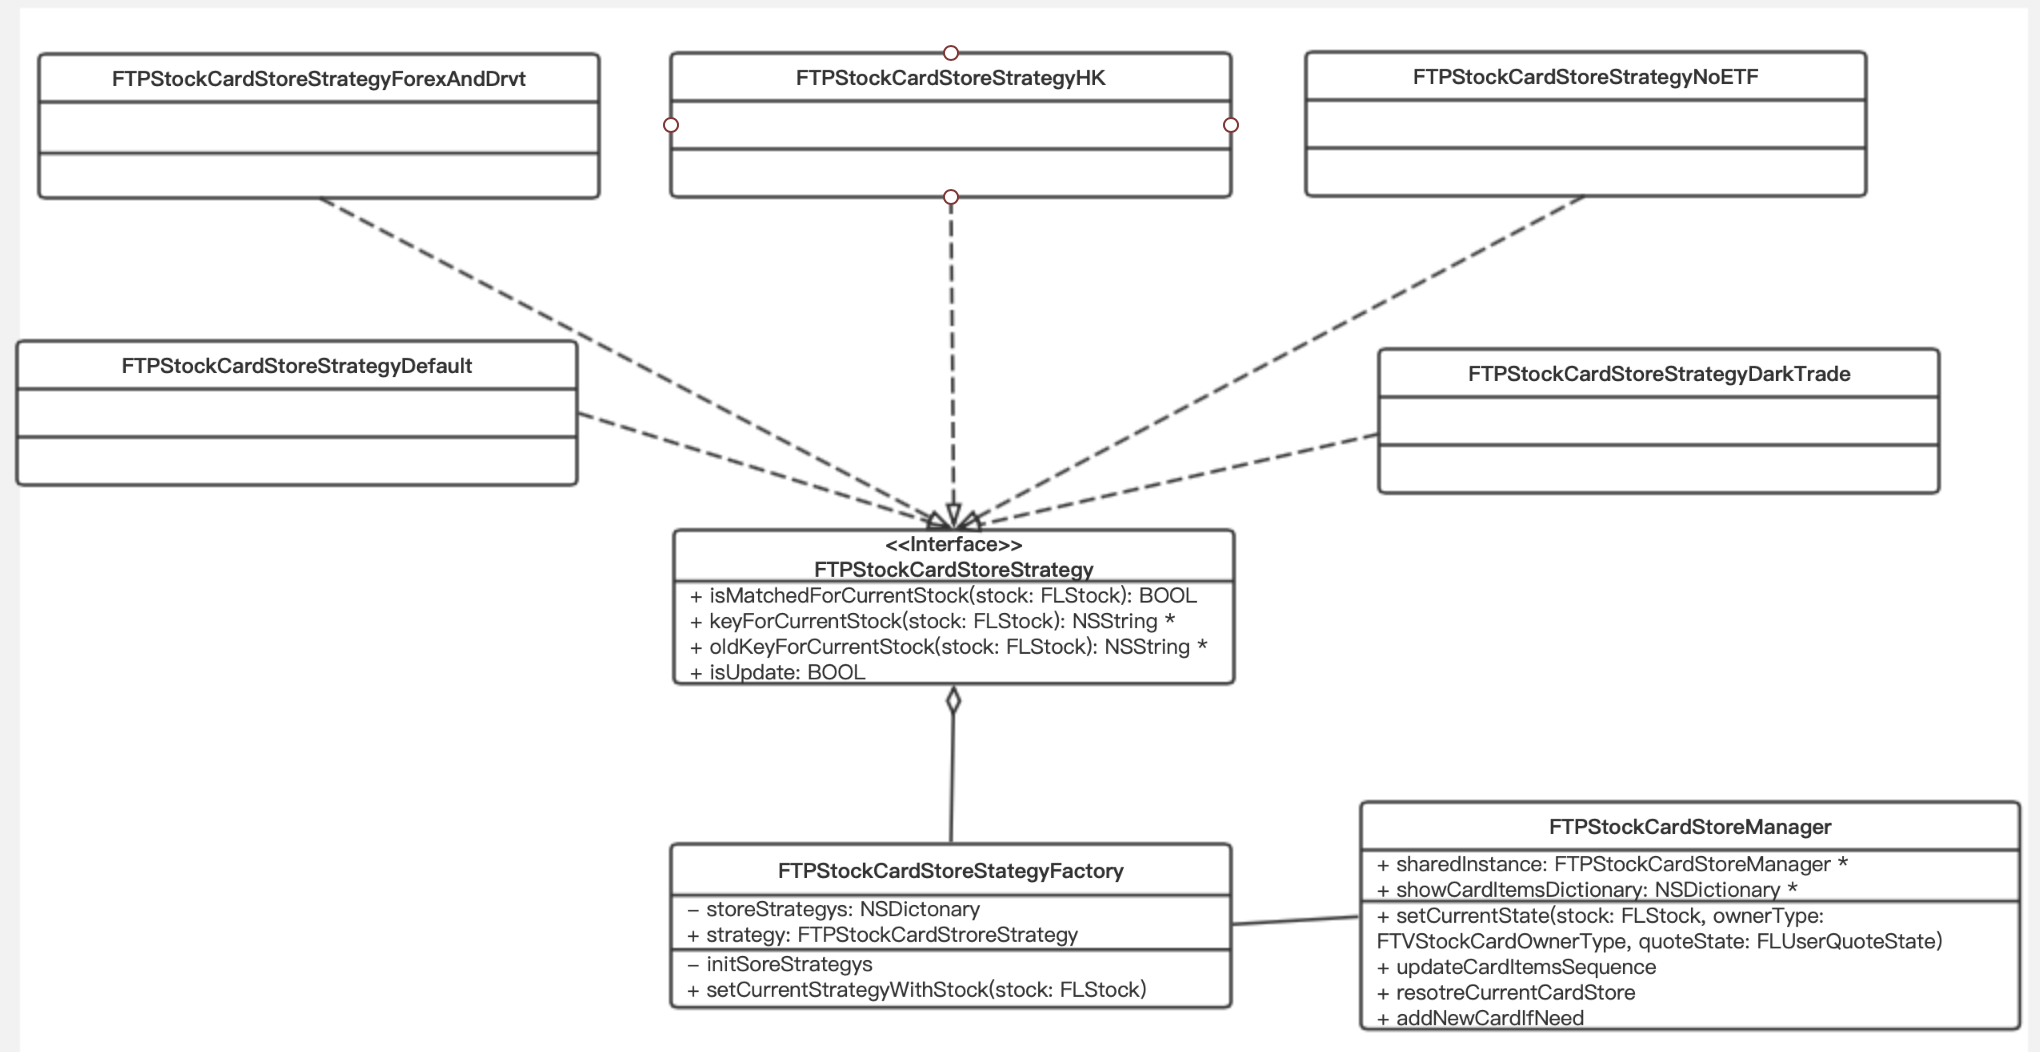 FTPStockCardStoreStrategyForexAndDrvt
FTPStockCardStoreStrategyHK
FTPStockCardStoreStrategyNoETF
FTPStockCardStoreStrategyDefault
FTPStockCardStoreStrategyDarkTrade
<<Interface>>
FTPStockCardStoreStrategy
+ isMatchedForCurrentStock(stock: FLStock): BOOL
+ keyForCurrentStock(stock: FLStock): NSString *
+ oldKeyForCurrentStock(stock: FLStock): NSString *
+ isUpdate: BOOL
FTPStockCardStoreStategyFactory
– storeStrategys: NSDictonary
+ strategy: FTPStockCardStroreStrategy
– initSoreStrategys
+ setCurrentStrategyWithStock(stock: FLStock)
FTPStockCardStoreManager
+ sharedInstance: FTPStockCardStoreManager *
+ showCardItemsDictionary: NSDictionary *
+ setCurrentState(stock: FLStock, ownerType:
FTVStockCardOwnerType, quoteState: FLUserQuoteState)
+ updateCardItemsSequence
+ resotreCurrentCardStore
+ addNewCardIfNeed